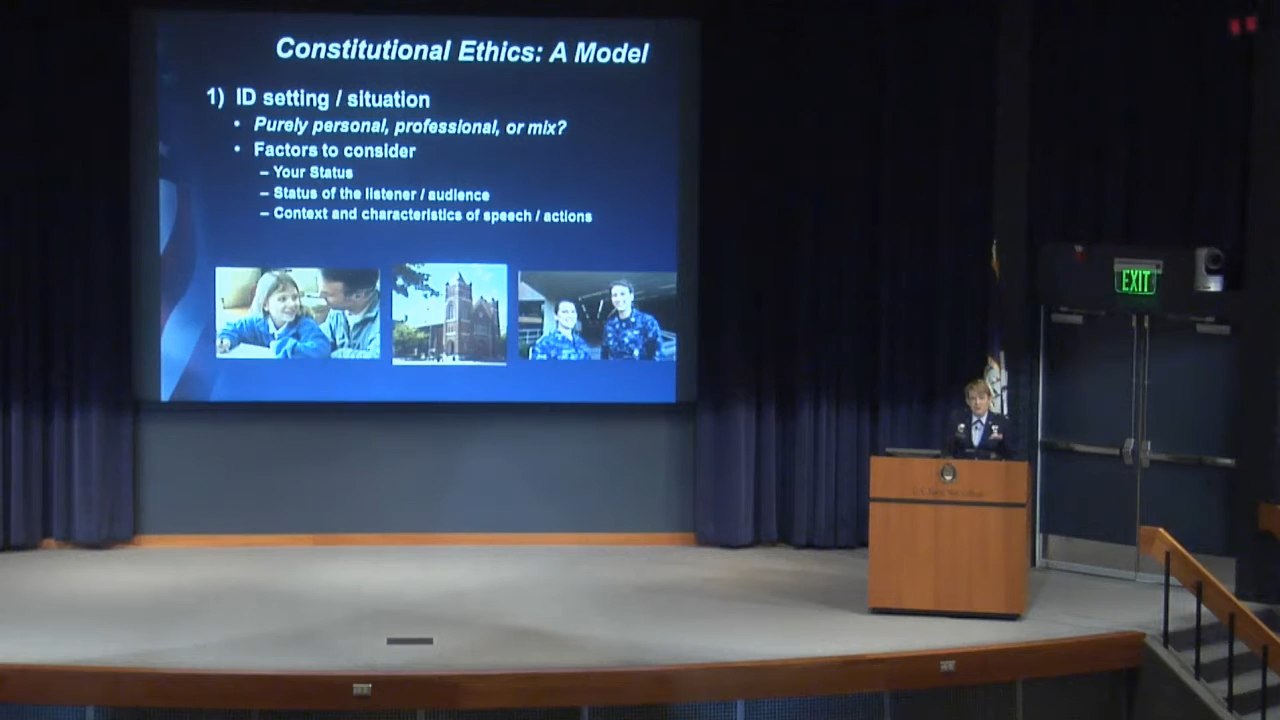 Constitutional Ethics: A Model
1) ID setting / situation
• Purely personal, professional, or mix?
• Factors to consider
– Your Status
– Status of the listener / audience
– Context and characteristics of speech / actions
EXIT